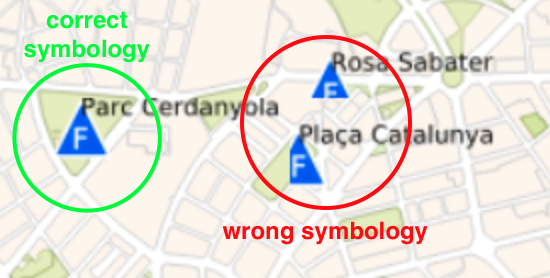 correct
symbology
Rosa Sabater
Parc Cerdanyola
F
F
Plaça Catalunya
F
wrong symbology